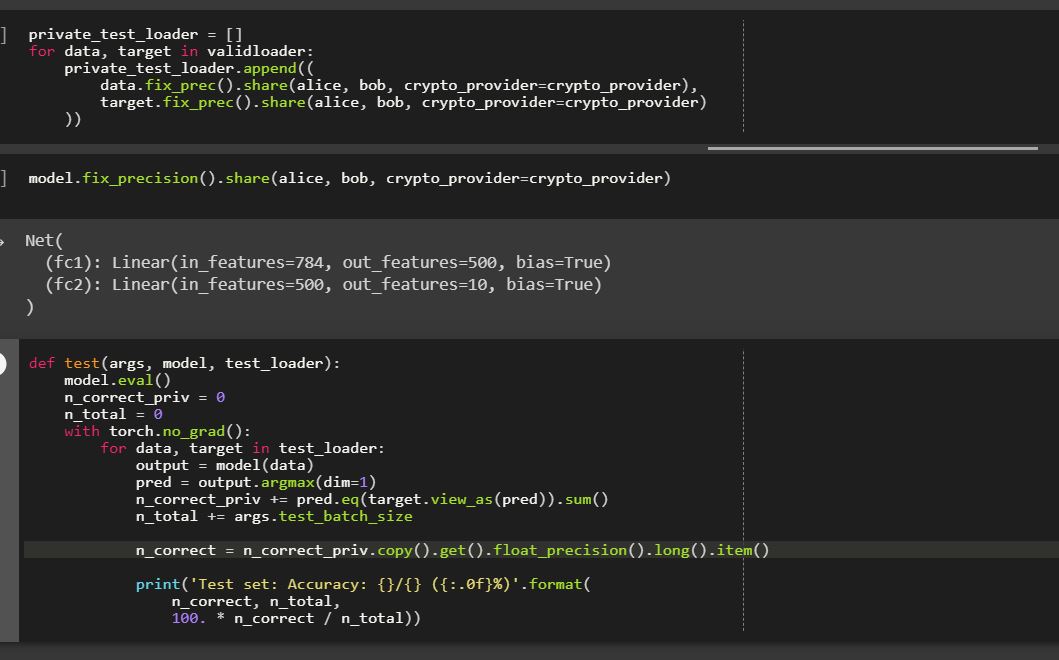 private_test_loader = []
for data, target in validloader:
    private_test_loader.append((
        data.fix_prec().share(alice, bob, crypto_provider=crypto_provider),
        target.fix_prec().share(alice, bob, crypto_provider=crypto_provider)
    ))
model.fix_precision().share(alice, bob, crypto_provider=crypto_provider)
Net(
  (fc1): Linear(in_features=784, out_features=500, bias=True)
  (fc2): Linear(in_features=500, out_features=10, bias=True)
)
def test(args, model, test_loader):
    model.eval()
    n_correct_priv = 0
    n_total = 0
    with torch.no_grad():
        for data, target in test_loader:
            output = model(data)
            pred = output.argmax(dim=1)
            n_correct_priv += pred.eq(target.view_as(pred)).sum()
            n_total += args.test_batch_size
            n_correct = n_correct_priv.copy().get().float_precision().long().item()
            print('Test set: Accuracy: {}/{} ({:.0f}%)'.format(
                n_correct, n_total,
                100. * n_correct / n_total))